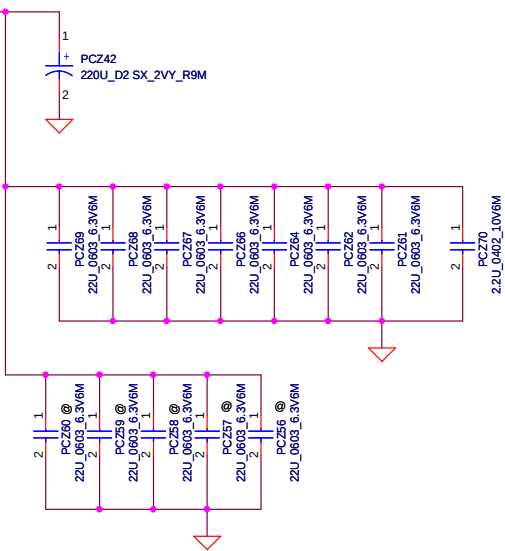 1
+
PCZ42
220U_D2 SX_2VY_R9M
2
1
2
PCZ69
22U_0603_6.3V6M
1
2
PCZ68
22U_0603_6.3V6M
1
2
PCZ67
22U_0603_6.3V6M
1
2
PCZ66
22U_0603_6.3V6M
1
2
PCZ64
22U_0603_6.3V6M
1
2
PCZ62
22U_0603_6.3V6M
1
2
PCZ61
22U_0603_6.3V6M
1
2
PCZ70
2.2U_0402_10V6M
1
2
PCZ60 @
22U_0603_6.3V6M
1
2
PCZ59 @
22U_0603_6.3V6M
1
2
PCZ58 @
22U_0603_6.3V6M
1
2
PCZ57 @
22U_0603_6.3V6M
1
2
PCZ56 @
22U_0603_6.3V6M